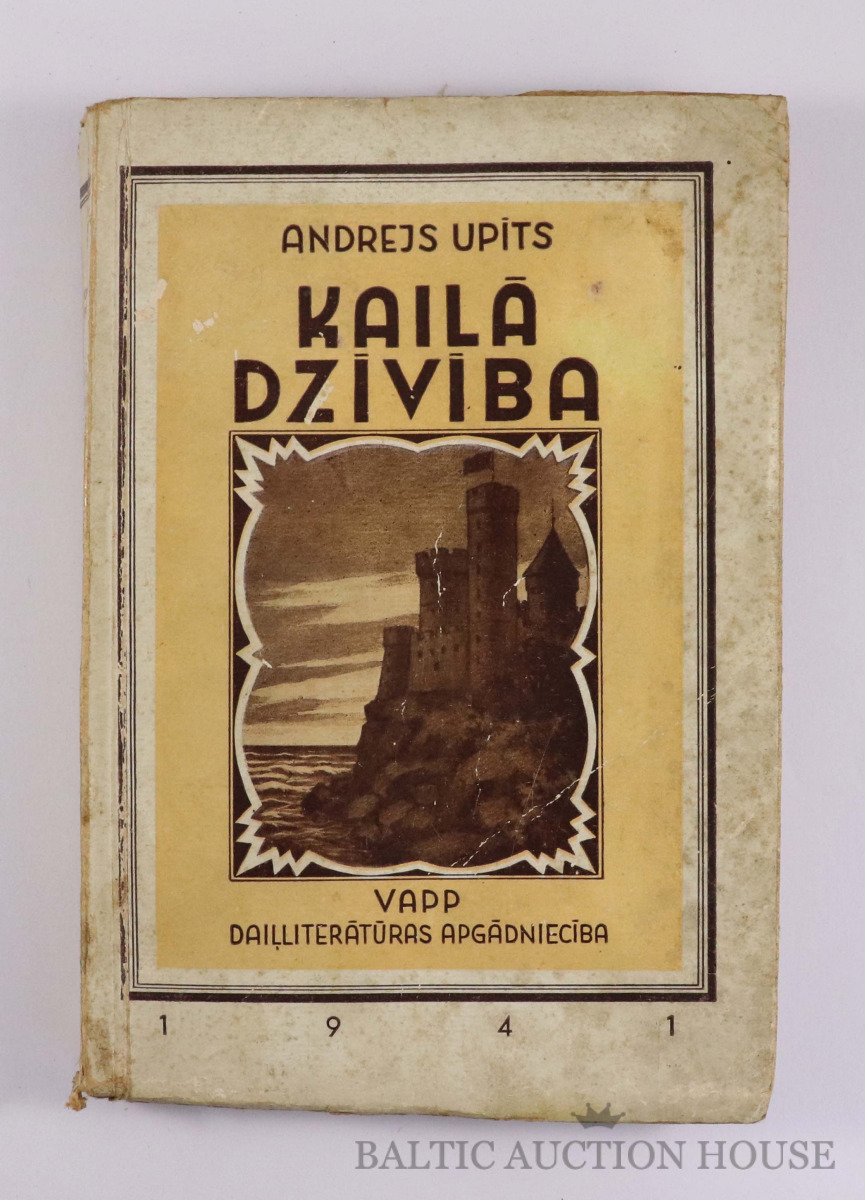 ANDREJS UPĪTS
KAILĀ
DZĪVĪBA
VAPP
DAIĻLITERĀTŪRAS APGĀDNIECĪBA
1 9 4 1
BALTIC AUCTION HOUSE